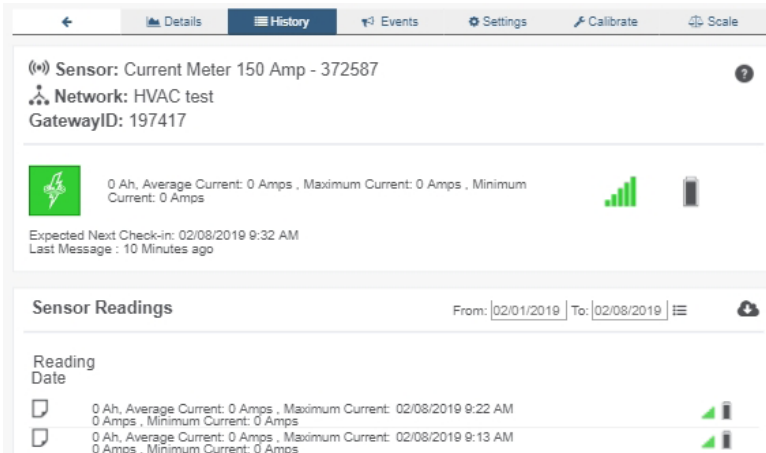 Details History Events Settings Calibrate Scale
Sensor: Current Meter 150 Amp - 372587
Network: HVAC test
GatewayID: 197417
0 Ah, Average Current: 0 Amps , Maximum Current: 0 Amps , Minimum
Current: 0 Amps
Expected Next Check-in: 02/08/2019 9:32 AM
Last Message : 10 Minutes ago
Sensor Readings From: 02/01/2019 To: 02/08/2019
Reading
Date
0 Ah, Average Current: 0 Amps , Maximum Current: 02/08/2019 9:22 AM
0 Amps , Minimum Current: 0 Amps
0 Ah, Average Current: 0 Amps , Maximum Current: 02/08/2019 9:13 AM
0 Amps , Minimum Current: 0 Amps